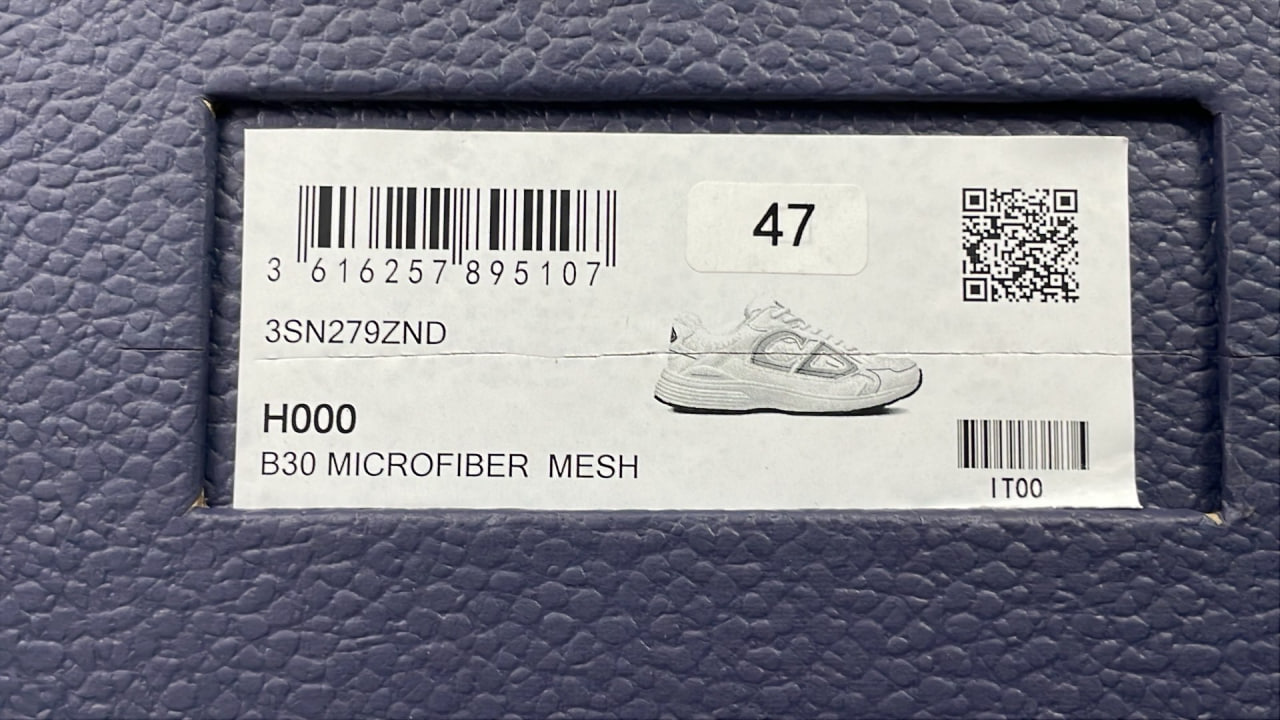 3 616257 895107
47
3SN279ZND
H000
B30 MICROFIBER MESH
IT00